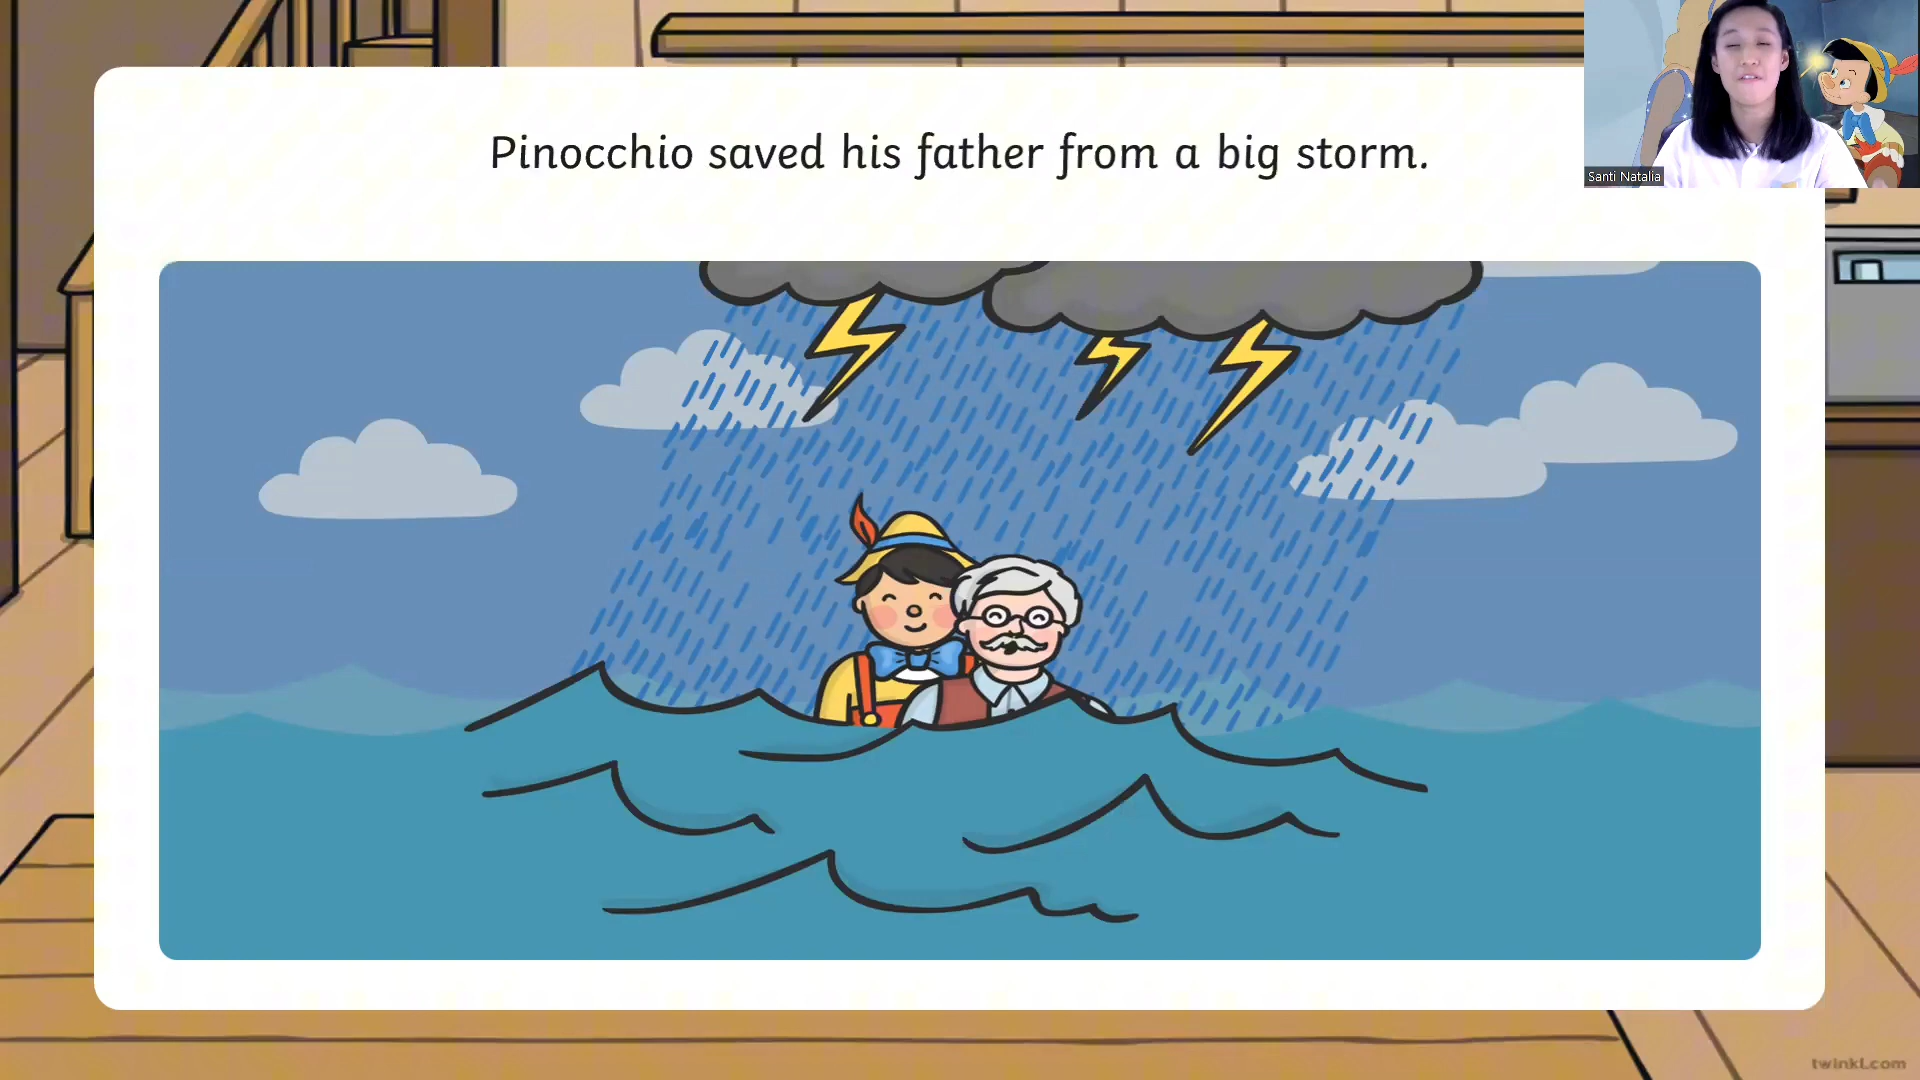 Pinocchio saved his father from a big storm.
Santi Natalia
twinkl.com